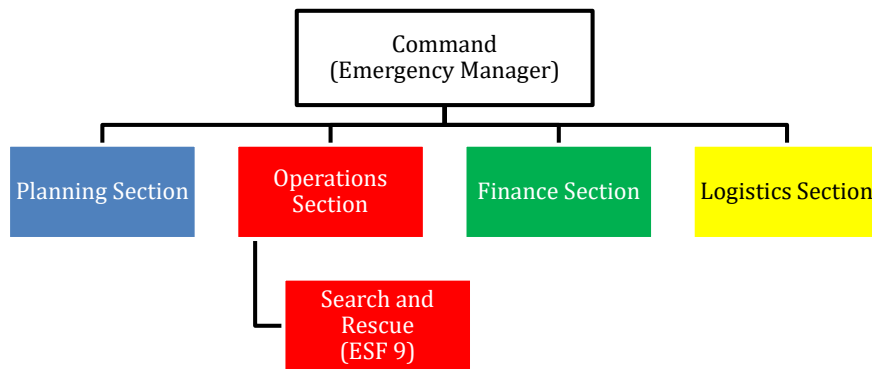 Command
(Emergency Manager)
Planning Section
Operations
Section
Finance Section
Logistics Section
Search and
Rescue
(ESF 9)